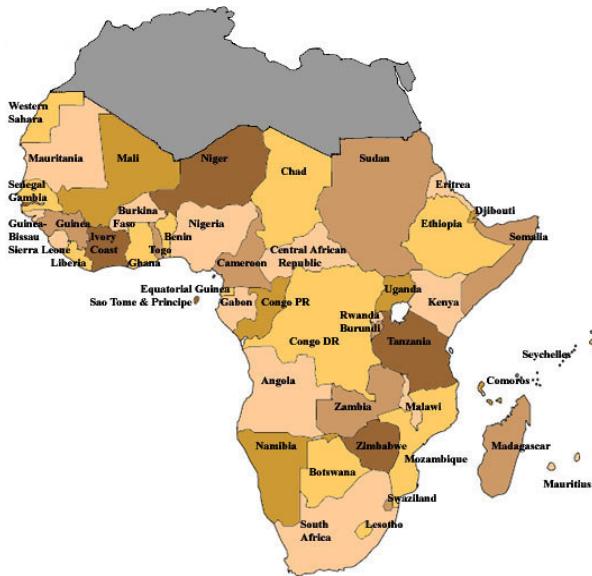 Western
Sahara
Mauritania
Mali
Niger
Chad
Sudan
Eritrea
Senegal
Gambia
Guinea-
Bissau
Guinea
Sierra Leone
Liberia
Ivory
Coast
Burkina
Faso
Ghana
Togo
Benin
Nigeria
Cameroon
Central African
Republic
Ethiopia
Djibouti
Somalia
Equatorial Guinea
Sao Tome & Principe
Gabon
Congo PR
Congo DR
Uganda
Kenya
Rwanda
Burundi
Tanzania
Seychelles
Comoros
Angola
Zambia
Malawi
Mozambique
Madagascar
Mauritius
Namibia
Botswana
Zimbabwe
Swaziland
Lesotho
South
Africa